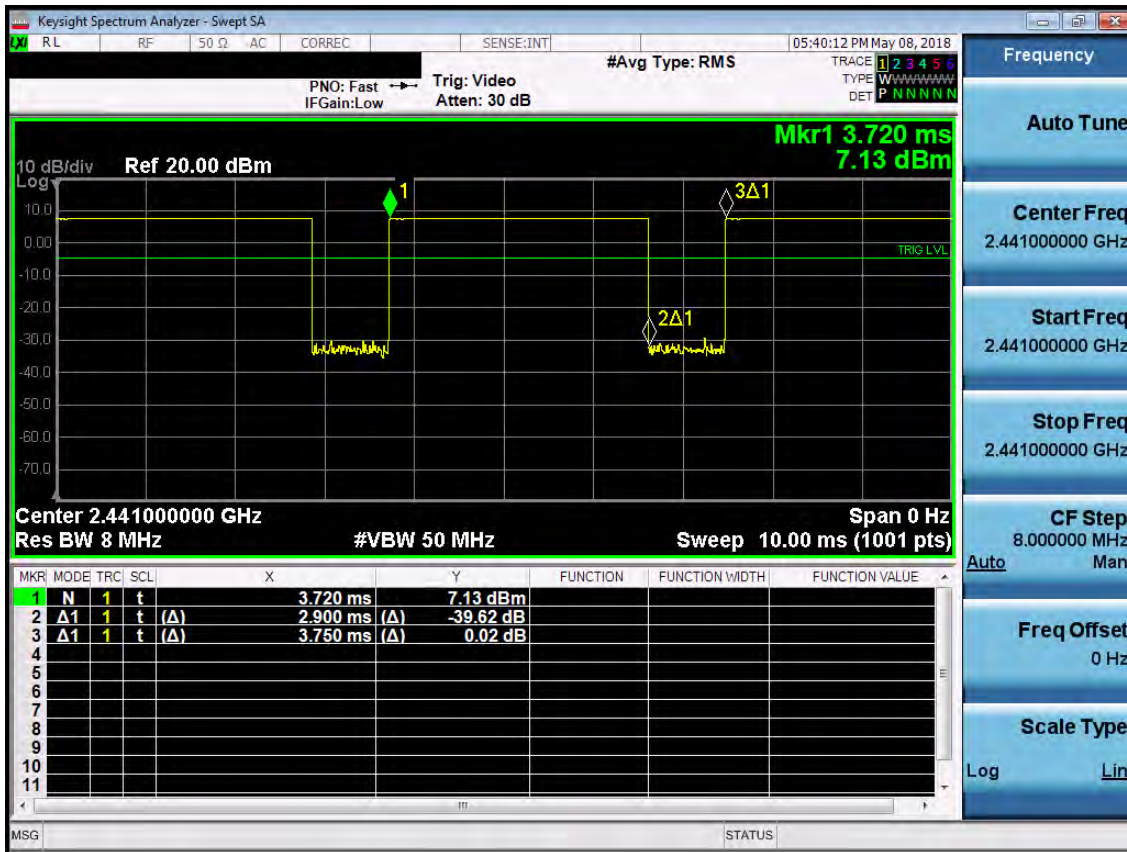 Keysight Spectrum Analyzer - Swept SA
LXI RL RF 50 Ω AC CORREC SENSE:INT 05:40:12 PM May 08, 2018
#Avg Type: RMS TRACE 1 2 3 4 5 6
PNO: Fast Trig: Video TYPE WWWWWWW
IFGain:Low Atten: 30 dB DET P N N N N N
Mkr1 3.720 ms
7.13 dBm
10 dB/div Ref 20.00 dBm
Log
1 3Δ1
10.0
0.00
TRIG LVL
-10.0
-20.0
2Δ1
-30.0
-40.0
-50.0
-60.0
-70.0
Center 2.441000000 GHz Span 0 Hz
Res BW 8 MHz #VBW 50 MHz Sweep 10.00 ms (1001 pts)
MKR MODE TRC SCL X Y FUNCTION FUNCTION WIDTH FUNCTION VALUE
1 N 1 t 3.720 ms 7.13 dBm
2 Δ1 1 t (Δ) 2.900 ms (Δ) -39.62 dB
3 Δ1 1 t (Δ) 3.750 ms (Δ) 0.02 dB
4
5
6
7
8
9
10
11
MSG STATUS
Frequency
Auto Tune
Center Freq
2.441000000 GHz
Start Freq
2.441000000 GHz
Stop Freq
2.441000000 GHz
CF Step
8.000000 MHz
Auto Man
Freq Offset
0 Hz
Scale Type
Log Lin